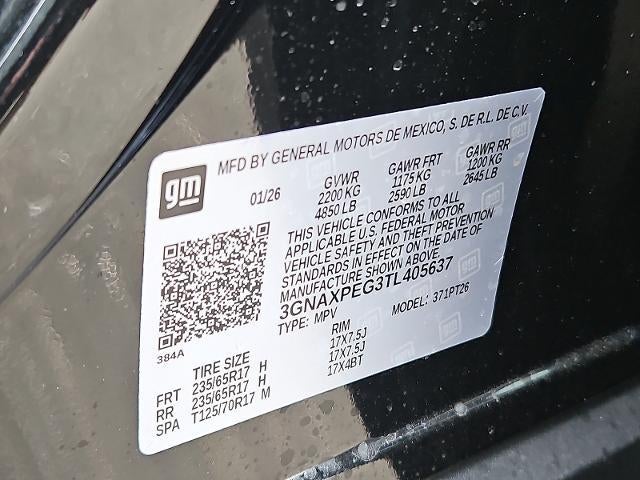 gm
MFD BY GENERAL MOTORS DE MEXICO, S. DE R.L. DE C.V.
01/26 GVWR GAWR FRT GAWR RR
2200 KG 1175 KG 1200 KG
4850 LB 2590 LB 2645 LB
THIS VEHICLE CONFORMS TO ALL
APPLICABLE U.S. FEDERAL MOTOR
VEHICLE SAFETY AND THEFT PREVENTION
STANDARDS IN EFFECT ON THE DATE OF
MANUFACTURE SHOWN ABOVE.
3GNAXPEG3TL405637
TYPE: MPV MODEL: 371PT26
384A
TIRE SIZE RIM
FRT 235/65R17 H 17X7.5J
RR 235/65R17 H 17X7.5J
SPA T125/70R17 M 17X4BT